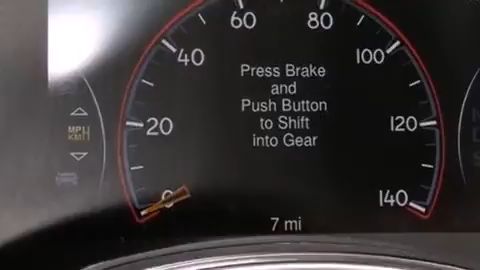 60 80
40 100
Press Brake
and
Push Button
to Shift
into Gear
20 120
MPH
KM/H
0 140
7 mi